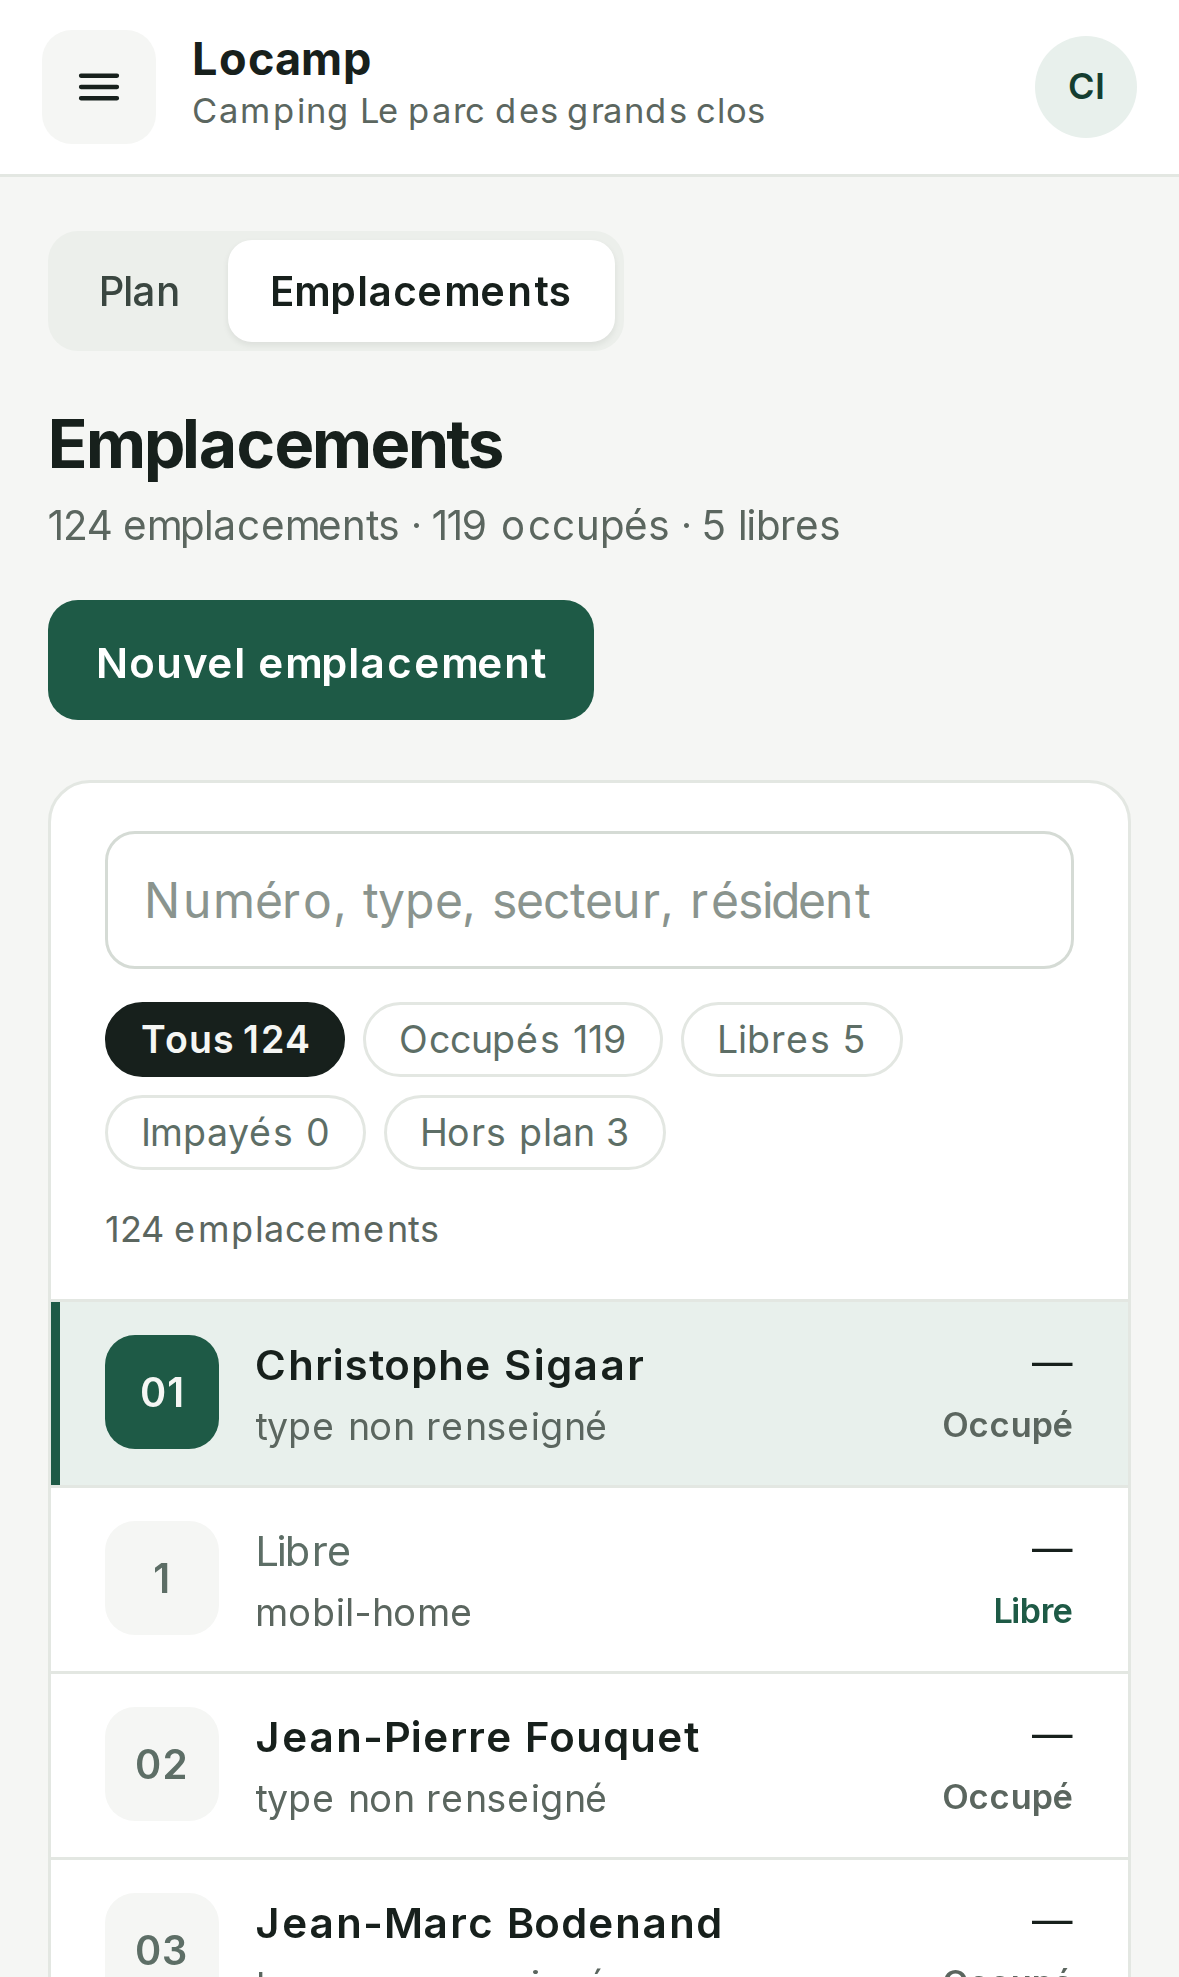 Locamp
Camping Le parc des grands clos
CI
Plan
Emplacements
Emplacements
124 emplacements · 119 occupés · 5 libres
Nouvel emplacement
Numéro, type, secteur, résident
Tous 124
Occupés 119
Libres 5
Impayés 0
Hors plan 3
124 emplacements
01
Christophe Sigaar
—
type non renseigné
Occupé
1
Libre
—
mobil-home
Libre
02
Jean-Pierre Fouquet
—
type non renseigné
Occupé
03
Jean-Marc Bodenand
—